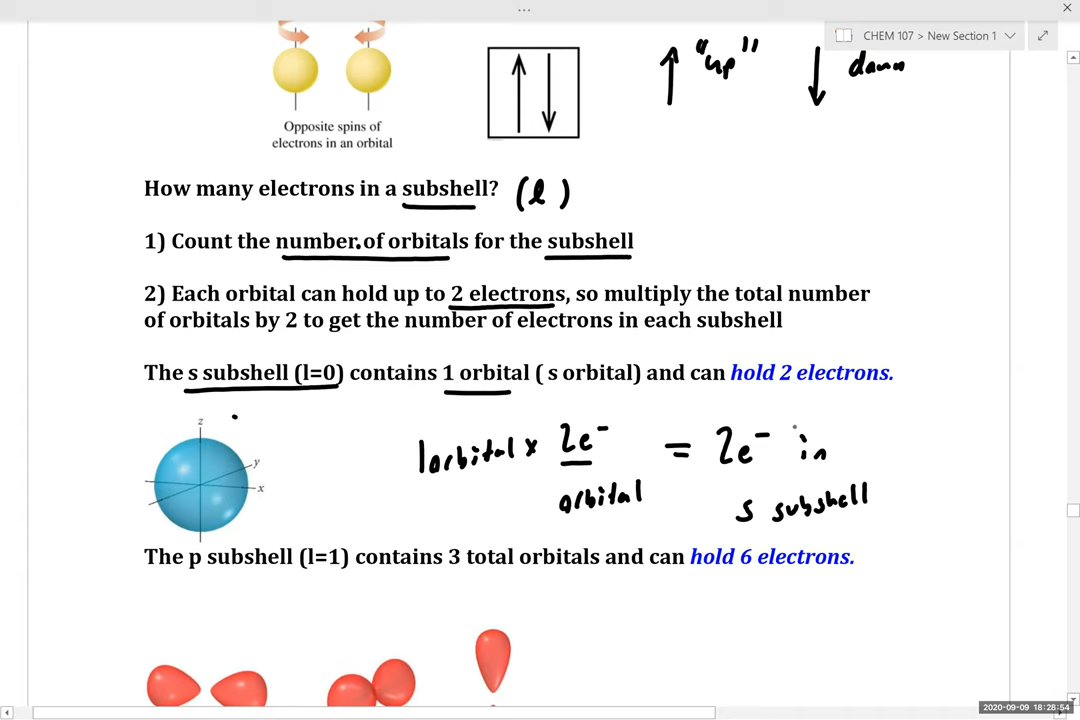 ...
CHEM 107 > New Section 1
"up" down
Opposite spins of
electrons in an orbital
How many electrons in a subshell? (l)
1) Count the number of orbitals for the subshell
2) Each orbital can hold up to 2 electrons, so multiply the total number
of orbitals by 2 to get the number of electrons in each subshell
The s subshell (l=0) contains 1 orbital ( s orbital) and can hold 2 electrons.
z
y
x
1 orbital x 2e⁻ = 2e⁻ in
orbital s subshell
The p subshell (l=1) contains 3 total orbitals and can hold 6 electrons.
2020-09-09 18:28:54